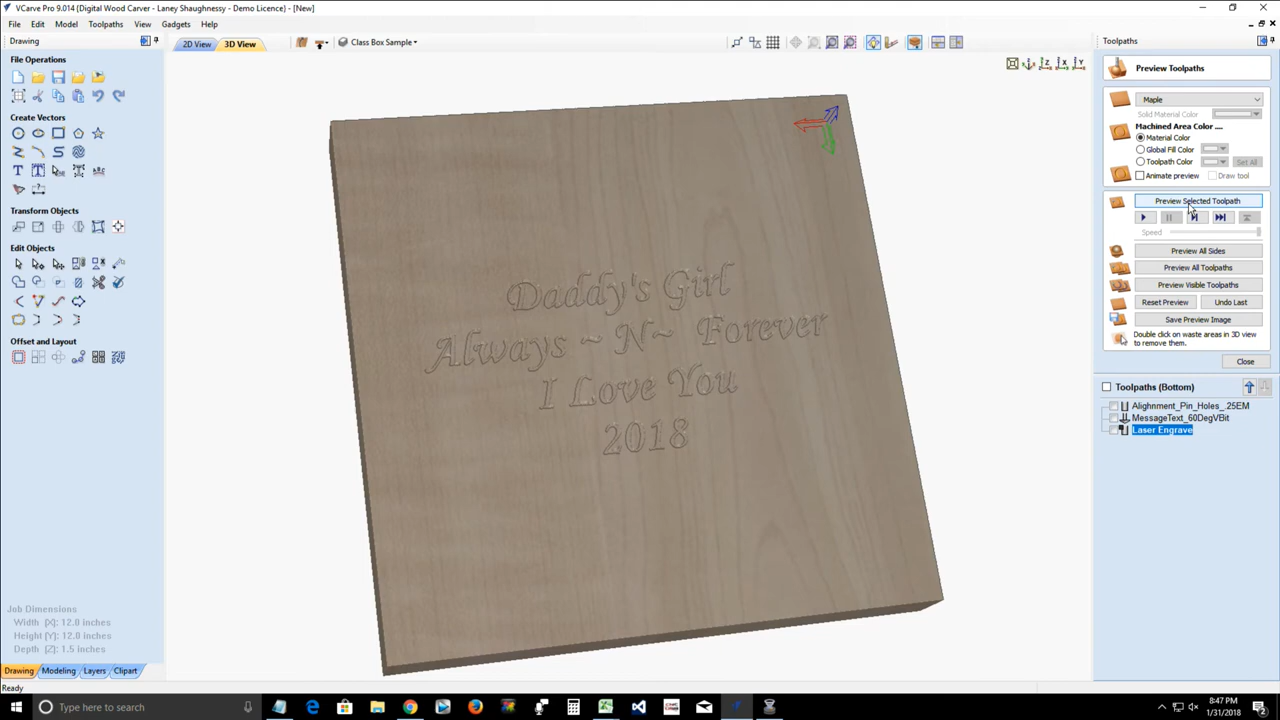 VCarve Pro 9.014 {Digital Wood Carver - Laney Shaughnessy - Demo Licence} - [New]
File Edit Model Toolpaths View Gadgets Help
Drawing
2D View 3D View Class Box Sample
Toolpaths
File Operations
Create Vectors
Transform Objects
Edit Objects
Offset and Layout
Job Dimensions
Width (X): 12.0 inches
Height (Y): 12.0 inches
Depth (Z): 1.5 inches
Drawing Modeling Layers Clipart
Ready
Z X Y
Daddy's Girl
Always ~ N~ Forever
I Love You
2018
Preview Toolpaths
Maple
Solid Material Color
Machined Area Color ....
Material Color
Global Fill Color
Toolpath Color Set All
Animate preview Draw tool
Preview Selected Toolpath
Speed
Preview All Sides
Preview All Toolpaths
Preview Visible Toolpaths
Reset Preview Undo Last
Save Preview Image
Double click on waste areas in 3D view
to remove them.
Close
Toolpaths (Bottom)
Alighnment_Pin_Holes_.25EM
MessageText_60DegVBit
Laser Engrave
Type here to search
8:47 PM
1/31/2018